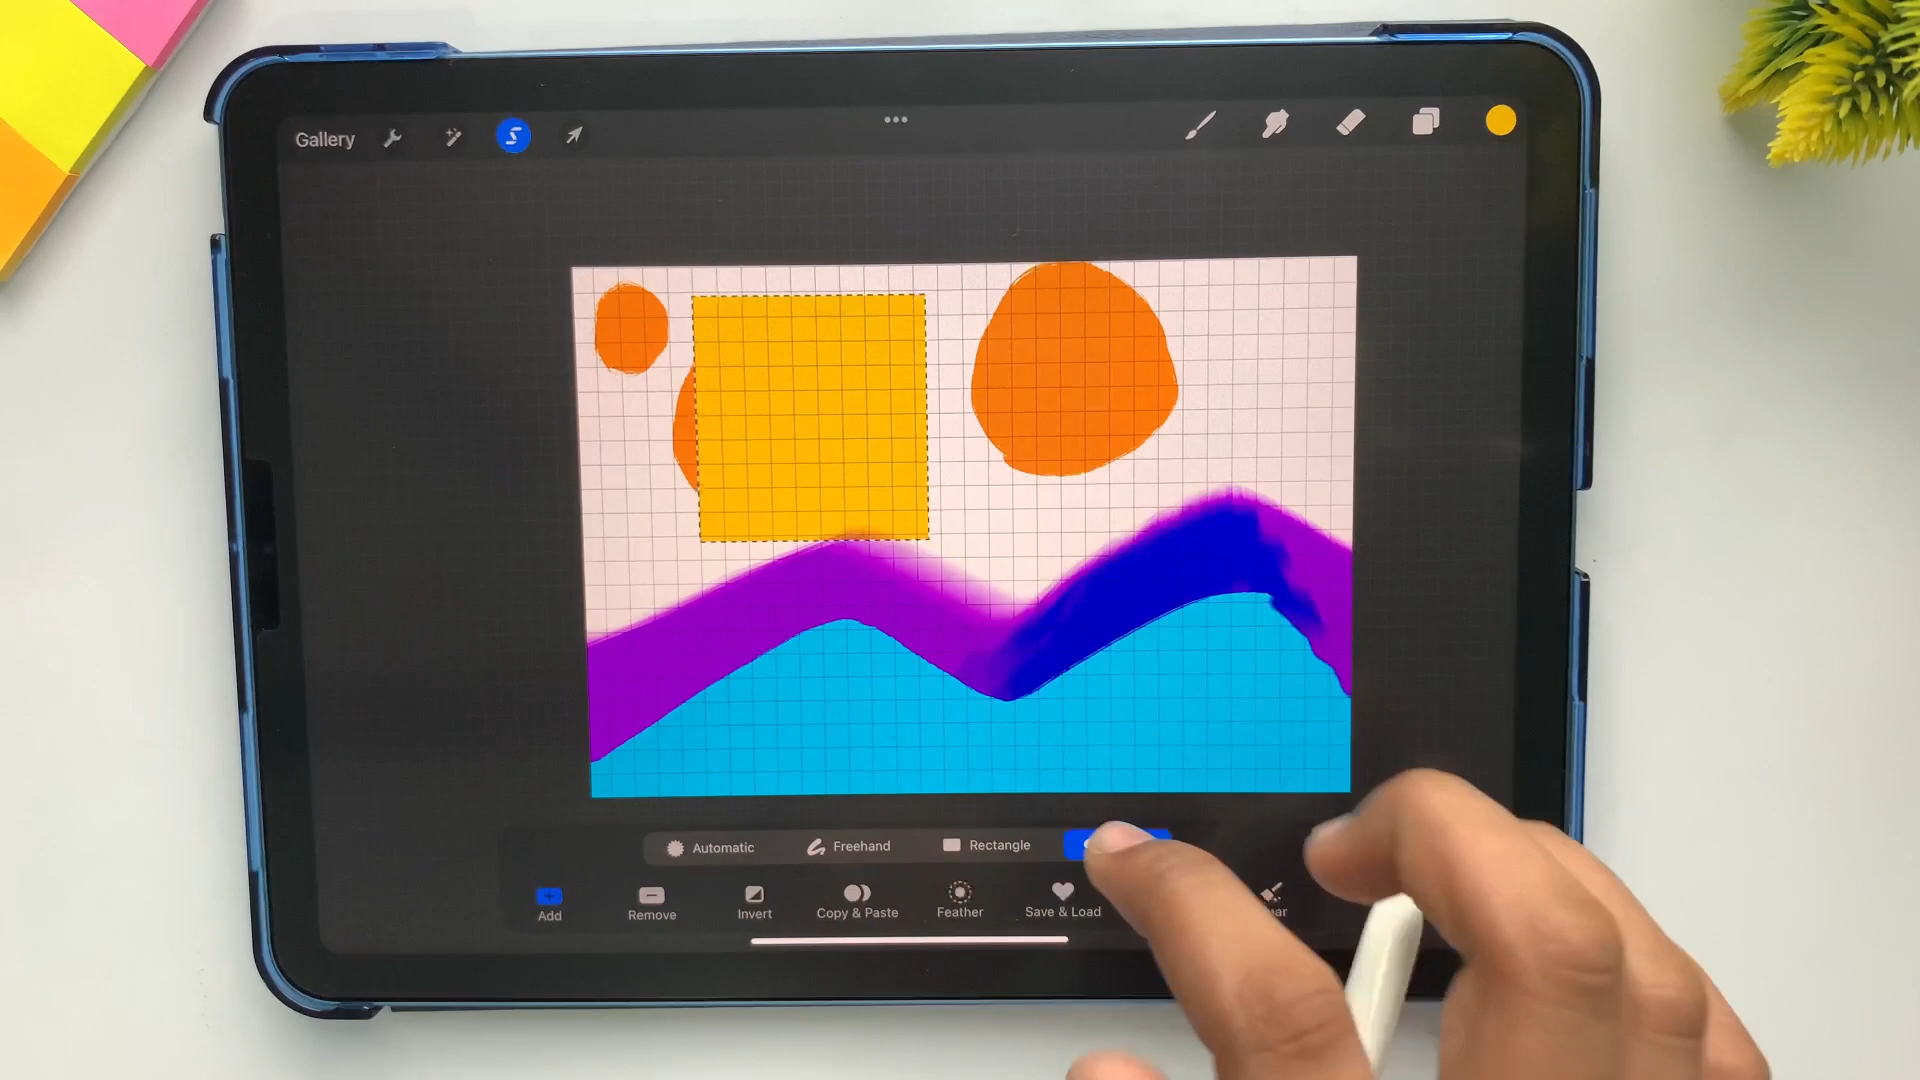 Gallery
Automatic
Freehand
Rectangle
Add
Remove
Invert
Copy & Paste
Feather
Save & Load